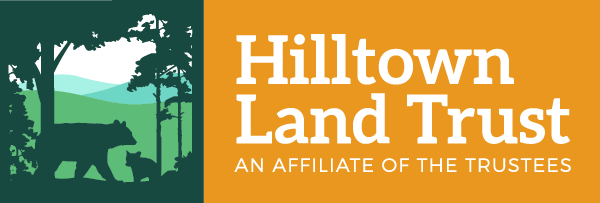 Hilltown
Land Trust
AN AFFILIATE OF THE TRUSTEES